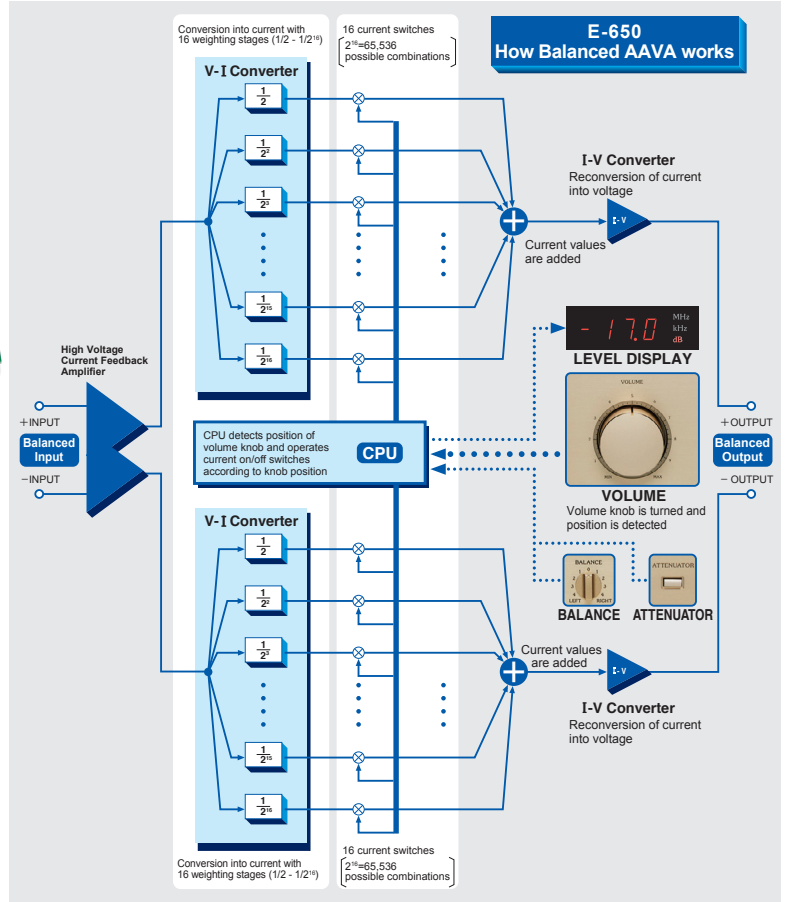 Conversion into current with
16 weighting stages (1/2 - 1/2¹⁶)
16 current switches
[2¹⁶=65,536
possible combinations]
E-650
How Balanced AAVA works
V-I Converter
1/2
1/2²
1/2³
1/2¹⁵
1/2¹⁶
I-V Converter
Reconversion of current
into voltage
I-V
Current values
are added
- 17.0
MHz
kHz
dB
LEVEL DISPLAY
High Voltage
Current Feedback
Amplifier
+INPUT
Balanced
Input
-INPUT
CPU detects position of
volume knob and operates
current on/off switches
according to knob position
CPU
VOLUME
MIN
MAX
VOLUME
Volume knob is turned and
position is detected
+OUTPUT
Balanced
Output
- OUTPUT
BALANCE
LEFT
RIGHT
BALANCE
ATTENUATOR
ATTENUATOR
V-I Converter
1/2
1/2²
1/2³
1/2¹⁵
1/2¹⁶
Current values
are added
I-V
I-V Converter
Reconversion of current
into voltage
Conversion into current with
16 weighting stages (1/2 - 1/2¹⁶)
16 current switches
[2¹⁶=65,536
possible combinations]